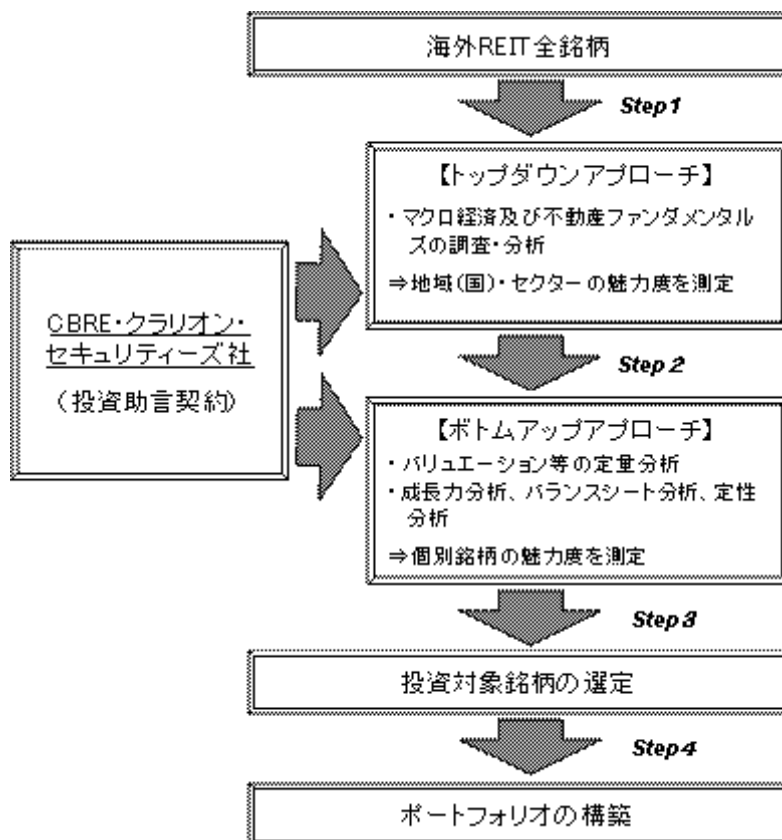 海外REIT全銘柄
Step1
【トップダウンアプローチ】
・マクロ経済及び不動産ファンダメンタル
ズの調査・分析
⇒地域(国)・セクターの魅力度を測定
CBRE・クラリオン・
セキュリティーズ社
(投資助言契約)
Step2
【ボトムアップアプローチ】
・バリュエーション等の定量分析
・成長力分析、バランスシート分析、定性
分析
⇒個別銘柄の魅力度を測定
Step3
投資対象銘柄の選定
Step4
ポートフォリオの構築